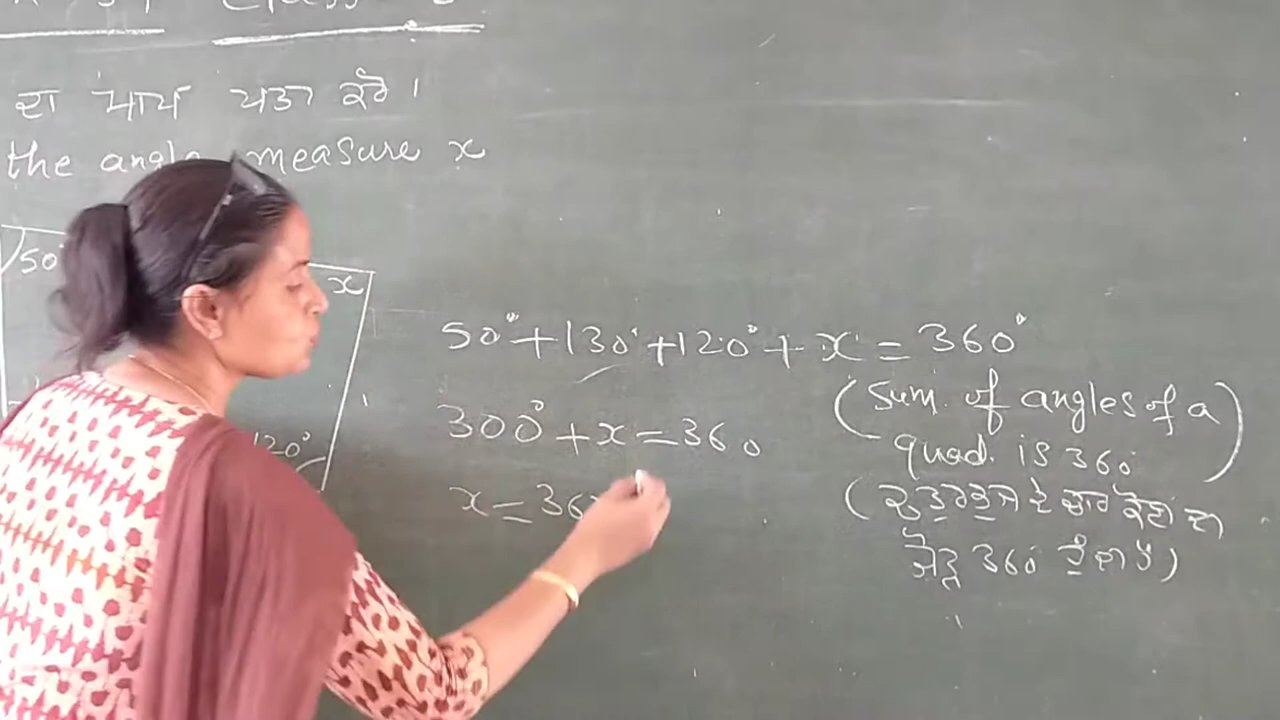 ਦਾ ਮਾਪ ਪਤਾ ਕਰੋ ।
the angle measure x
50°
x
120°
50° + 130° + 120° + x = 360°
(Sum. of angles of a
quad. is 360)
300° + x = 360
x = 36
(ਚਤੁਰਭੁਜ ਦੇ ਚਾਰ ਕੋਣਾਂ ਦਾ
ਜੋੜ 360 ਹੁੰਦਾ ਹੈ)